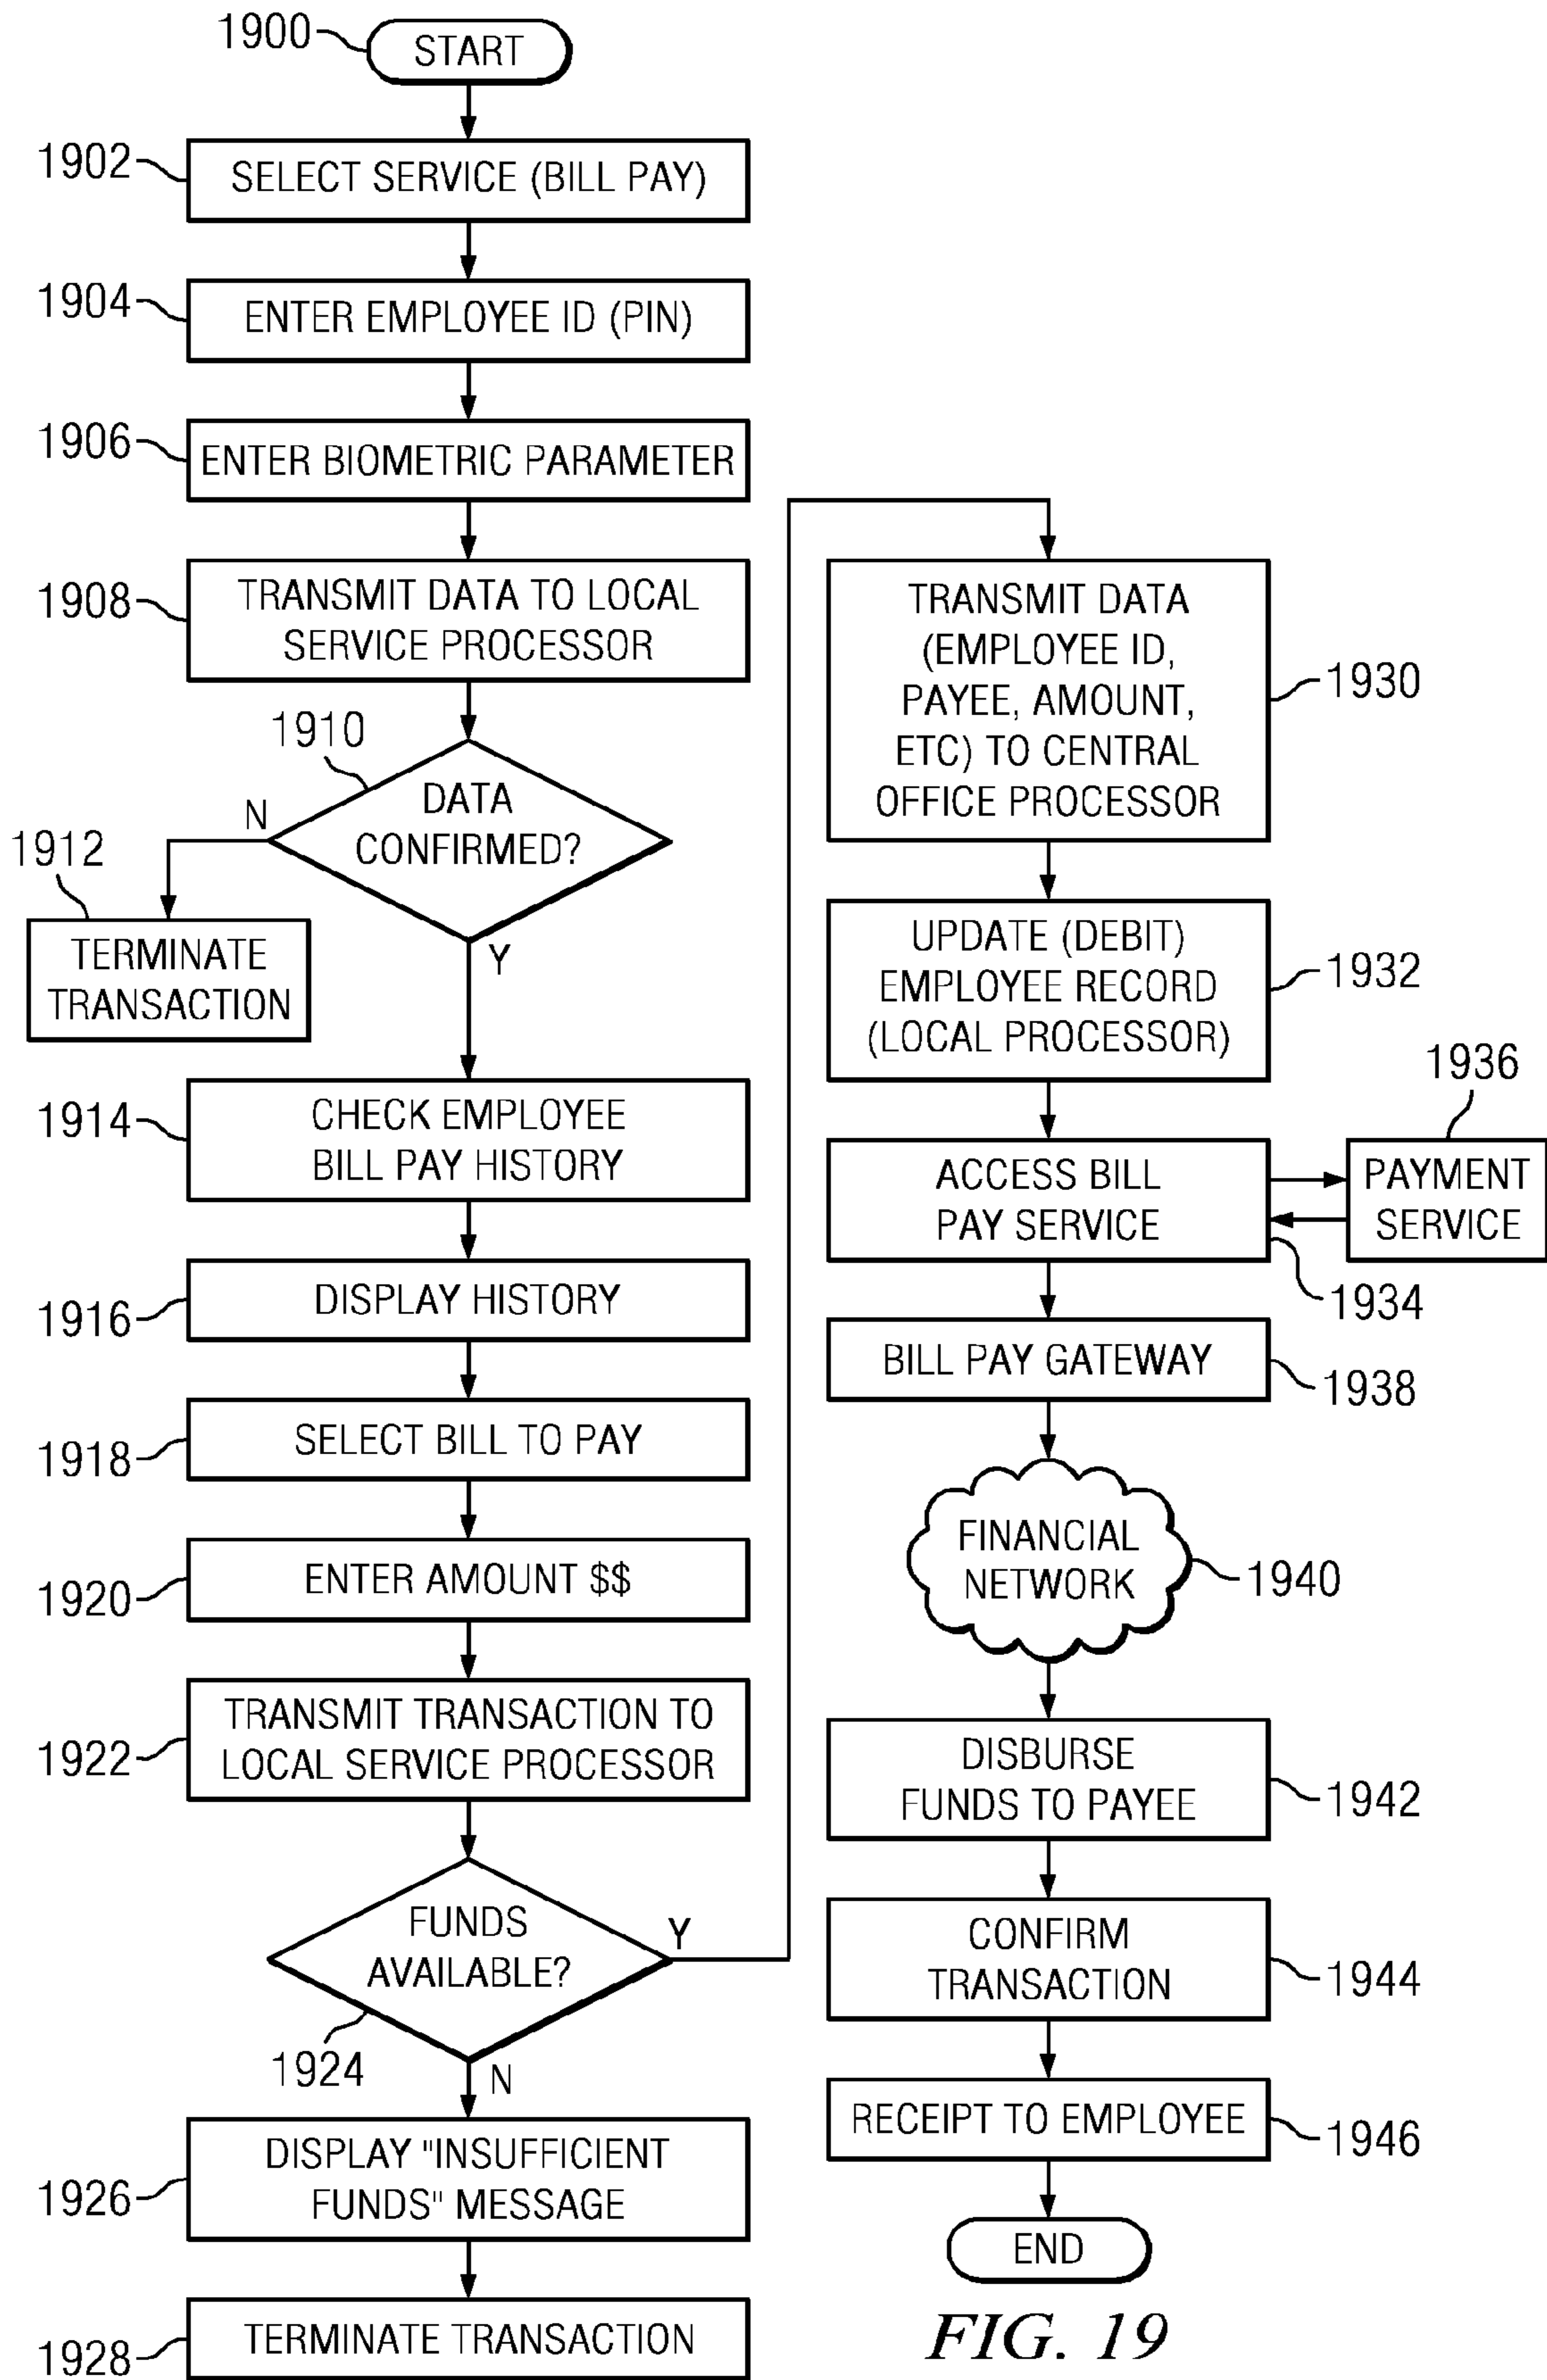 1900
START
1902
SELECT SERVICE (BILL PAY)
1904
ENTER EMPLOYEE ID (PIN)
1906
ENTER BIOMETRIC PARAMETER
1908
TRANSMIT DATA TO LOCAL
SERVICE PROCESSOR
1910
DATA
CONFIRMED?
N
Y
1912
TERMINATE
TRANSACTION
1914
CHECK EMPLOYEE
BILL PAY HISTORY
1916
DISPLAY HISTORY
1918
SELECT BILL TO PAY
1920
ENTER AMOUNT $$
1922
TRANSMIT TRANSACTION TO
LOCAL SERVICE PROCESSOR
FUNDS
AVAILABLE?
Y
1924
N
1926
DISPLAY "INSUFFICIENT
FUNDS" MESSAGE
1928
TERMINATE TRANSACTION
TRANSMIT DATA
(EMPLOYEE ID,
PAYEE, AMOUNT,
ETC) TO CENTRAL
OFFICE PROCESSOR
1930
UPDATE (DEBIT)
EMPLOYEE RECORD
(LOCAL PROCESSOR)
1932
ACCESS BILL
PAY SERVICE
1934
1936
PAYMENT
SERVICE
BILL PAY GATEWAY
1938
FINANCIAL
NETWORK
1940
DISBURSE
FUNDS TO PAYEE
1942
CONFIRM
TRANSACTION
1944
RECEIPT TO EMPLOYEE
1946
END
FIG. 19